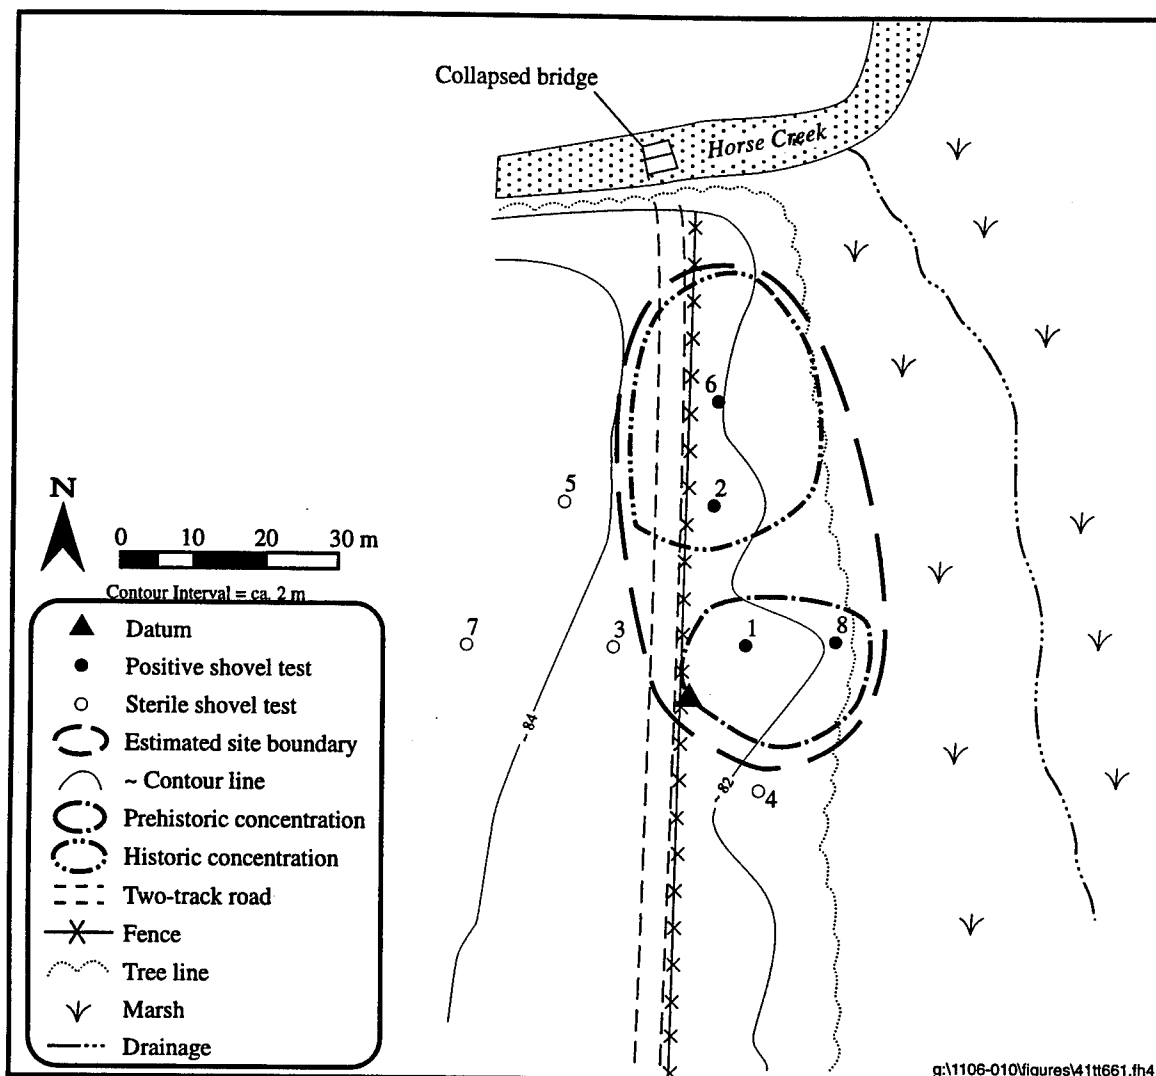 Collapsed bridge
Horse Creek
6
5
2
N
0 10 20 30 m
Contour Interval = ca. 2 m
7
3
1
8
~ 84
~ 82
4
Datum
Positive shovel test
Sterile shovel test
Estimated site boundary
~ Contour line
Prehistoric concentration
Historic concentration
Two-track road
Fence
Tree line
Marsh
Drainage
g:\1106-010\figures\41tt661.fh4